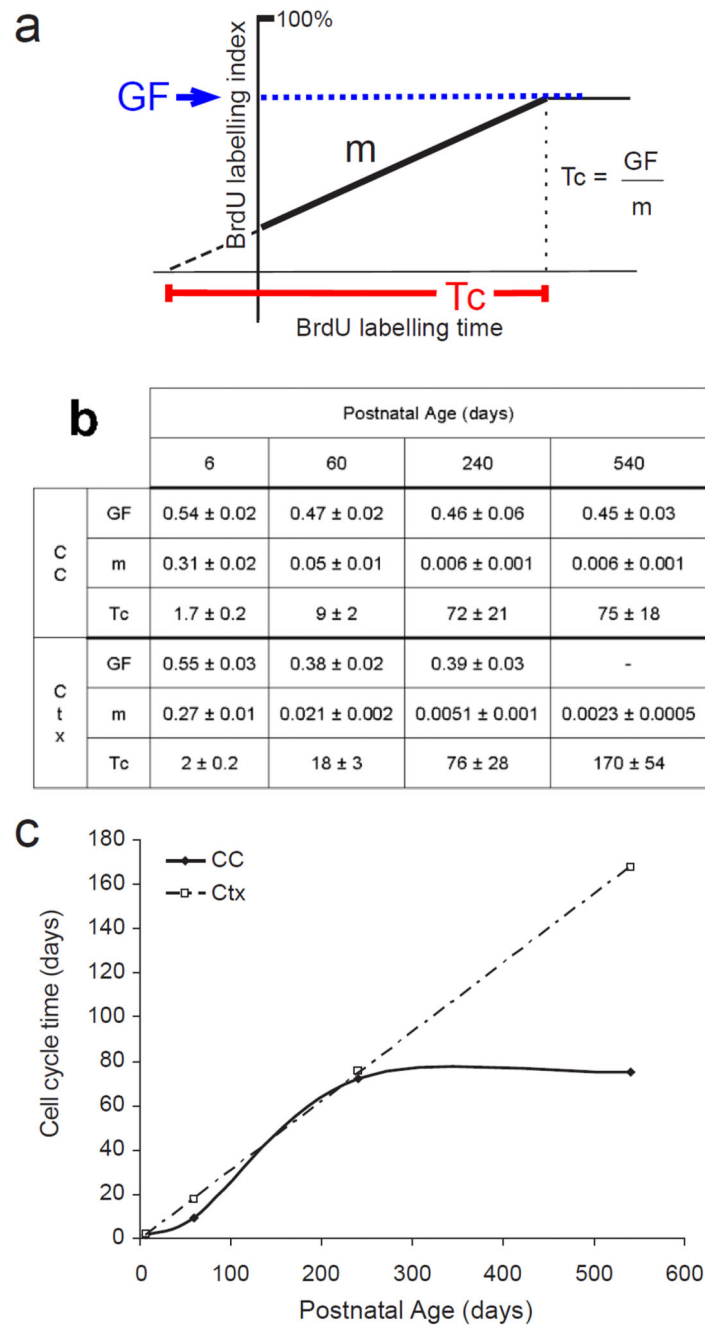 a
100%
GF
BrdU labelling index
m
Tc = GF
m
Tc
BrdU labelling time
b
Postnatal Age (days)
6 60 240 540
CC
GF 0.54 ± 0.02 0.47 ± 0.02 0.46 ± 0.06 0.45 ± 0.03
m 0.31 ± 0.02 0.05 ± 0.01 0.006 ± 0.001 0.006 ± 0.001
Tc 1.7 ± 0.2 9 ± 2 72 ± 21 75 ± 18
Ctx
GF 0.55 ± 0.03 0.38 ± 0.02 0.39 ± 0.03 -
m 0.27 ± 0.01 0.021 ± 0.002 0.0051 ± 0.001 0.0023 ± 0.0005
Tc 2 ± 0.2 18 ± 3 76 ± 28 170 ± 54
c
CC
Ctx
180
160
140
120
100
80
60
40
20
0
Cell cycle time (days)
0 100 200 300 400 500 600
Postnatal Age (days)